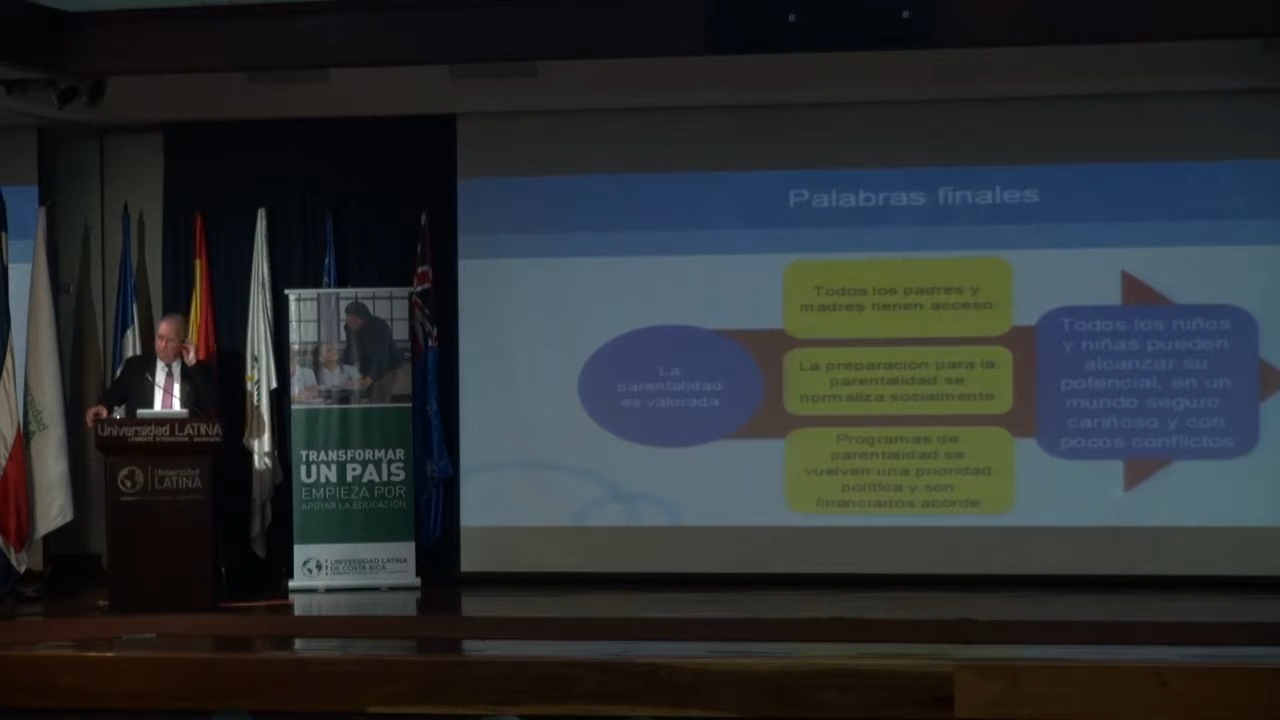 Palabras finales
La
parentalidad
es valorada
Todos los padres y
madres tienen acceso
La preparación para la
parentalidad se
normaliza socialmente
Programas de
parentalidad se
vuelven una prioridad
política y son
financiados acorde
Todos los niños
y niñas pueden
alcanzar su
potencial, en un
mundo seguro
cariñoso y con
pocos conflictos
Universidad LATINA
Universidad
LATINA
TRANSFORMAR
UN PAÍS
EMPIEZA POR
APOYAR LA EDUCACIÓN
UNIVERSIDAD LATINA
DE COSTA RICA